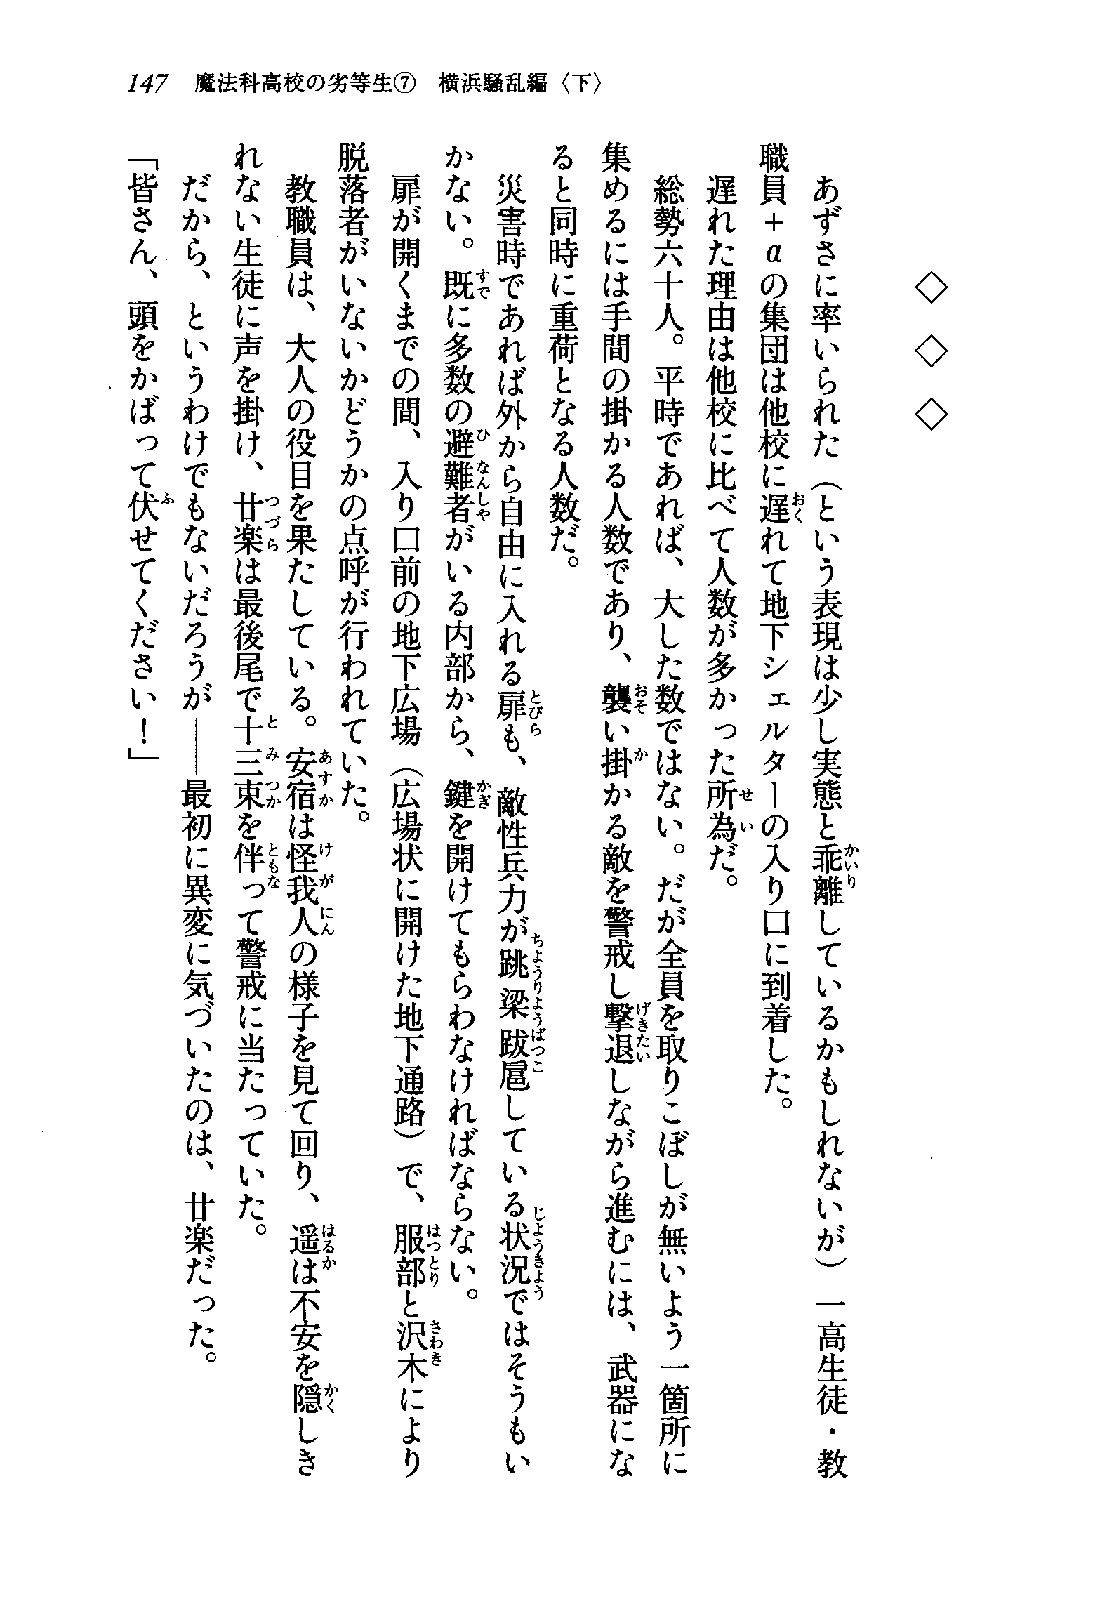 147 魔法科高校の劣等生⑦ 横浜騒乱編〈下〉
◇ ◇ ◇
あずさに率いられた（という表現は少し実態と乖離しているかもしれないが）一高生徒・教
職員＋αの集団は他校に遅れて地下シェルターの入り口に到着した。
遅れた理由は他校に比べて人数が多かった所為だ。
総勢六十人。平時であれば、大した数ではない。だが全員を取りこぼしが無いよう一箇所に
集めるには手間の掛かる人数であり、襲い掛かる敵を警戒し撃退しながら進むには、武器にな
ると同時に重荷となる人数だ。
災害時であれば外から自由に入れる扉も、敵性兵力が跳梁跋扈している状況ではそうもい
かない。既に多数の避難者がいる内部から、鍵を開けてもらわなければならない。
扉が開くまでの間、入り口前の地下広場（広場状に開けた地下通路）で、服部と沢木により
脱落者がいないかどうかの点呼が行われていた。
教職員は、大人の役目を果たしている。安宿は怪我人の様子を見て回り、遥は不安を隠しき
れない生徒に声を掛け、廿楽は最後尾で十三束を伴って警戒に当たっていた。
だから、というわけでもないだろうが――最初に異変に気づいたのは、廿楽だった。
「皆さん、頭をかばって伏せてください！」